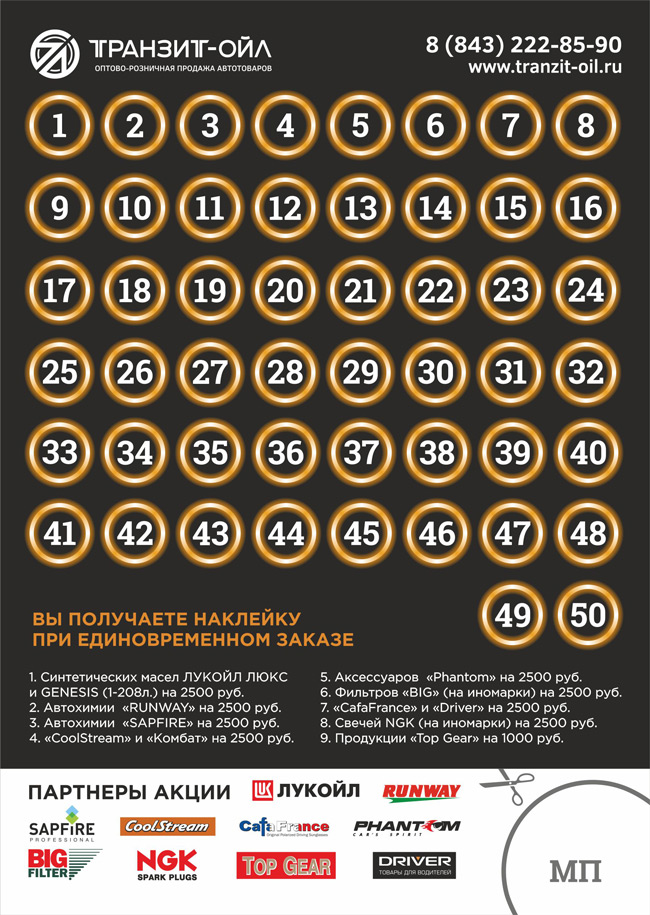 ТРАНЗИТ-ОЙЛ
ОПТОВО-РОЗНИЧНАЯ ПРОДАЖА АВТОТОВАРОВ
8 (843) 222-85-90
www.tranzit-oil.ru
1 2 3 4 5 6 7 8
9 10 11 12 13 14 15 16
17 18 19 20 21 22 23 24
25 26 27 28 29 30 31 32
33 34 35 36 37 38 39 40
41 42 43 44 45 46 47 48
49 50
ВЫ ПОЛУЧАЕТЕ НАКЛЕЙКУ
ПРИ ЕДИНОВРЕМЕННОМ ЗАКАЗЕ
1. Синтетических масел ЛУКОЙЛ ЛЮКС
и GENESIS (1-208л.) на 2500 руб.
2. Автохимии «RUNWAY» на 2500 руб.
3. Автохимии «SAPFIRE» на 2500 руб.
4. «CoolStream» и «Комбат» на 2500 руб.
5. Аксессуаров «Phantom» на 2500 руб.
6. Фильтров «BIG» (на иномарки) на 2500 руб.
7. «CafaFrance» и «Driver» на 2500 руб.
8. Свечей NGK (на иномарки) на 2500 руб.
9. Продукции «Top Gear» на 1000 руб.
ПАРТНЕРЫ АКЦИИ
ЛУКОЙЛ
RUNWAY
SAPFIRE
PROFESSIONAL
CoolStream
Cafa France
Original Polarized Driving Sunglasses
PHANTOM
CAR'S SPIRIT
BIG
FILTER
NGK
SPARK PLUGS
TOP GEAR
DRIVER
ТОВАРЫ ДЛЯ ВОДИТЕЛЕЙ
МП